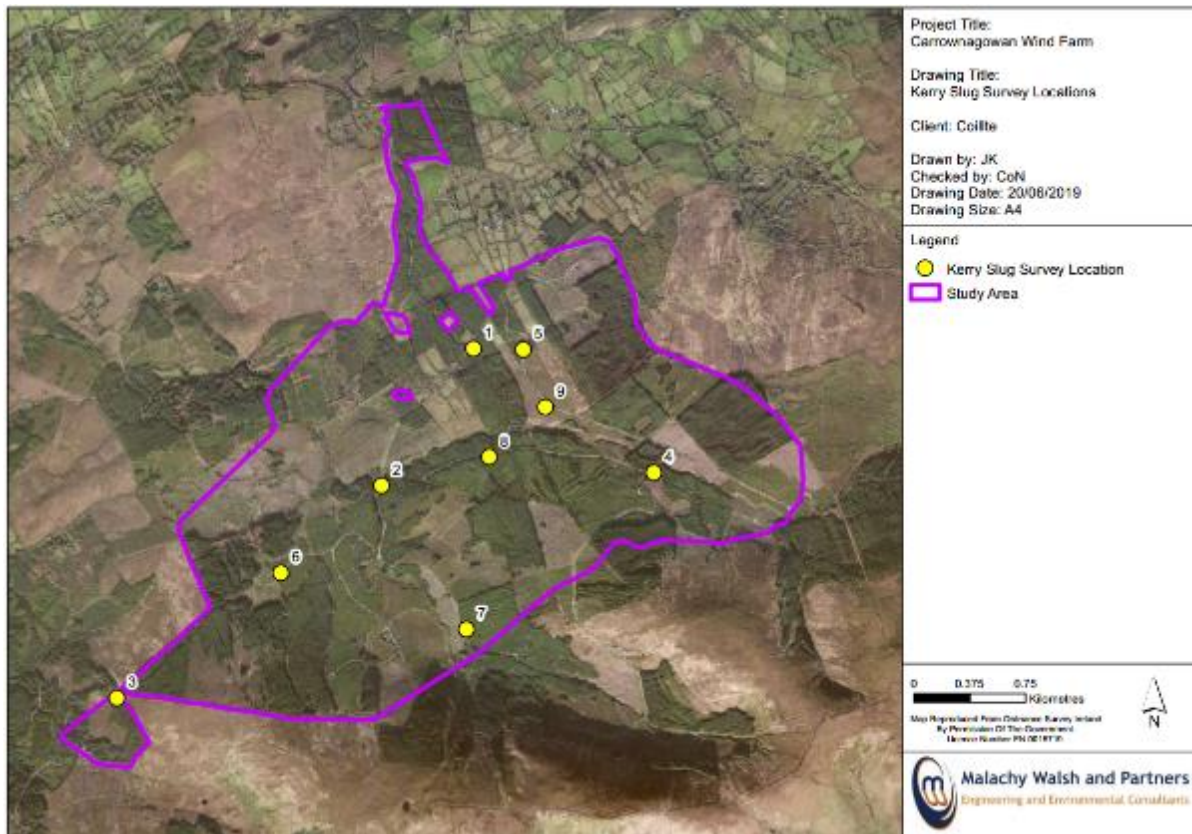 Project Title:
Carrownagowan Wind Farm
Drawing Title:
Kerry Slug Survey Locations
Client: Coillte
Drawn by: JK
Checked by: CoN
Drawing Date: 20/06/2019
Drawing Size: A4
Legend
Kerry Slug Survey Location
Study Area
1
5
9
8
4
2
6
7
3
0 0.375 0.75
Kilometres
Map Reproduced From Ordnance Survey Ireland
By Permission Of The Government
Licence Number EN
N
Malachy Walsh and Partners
Engineering and Environmental Consultants